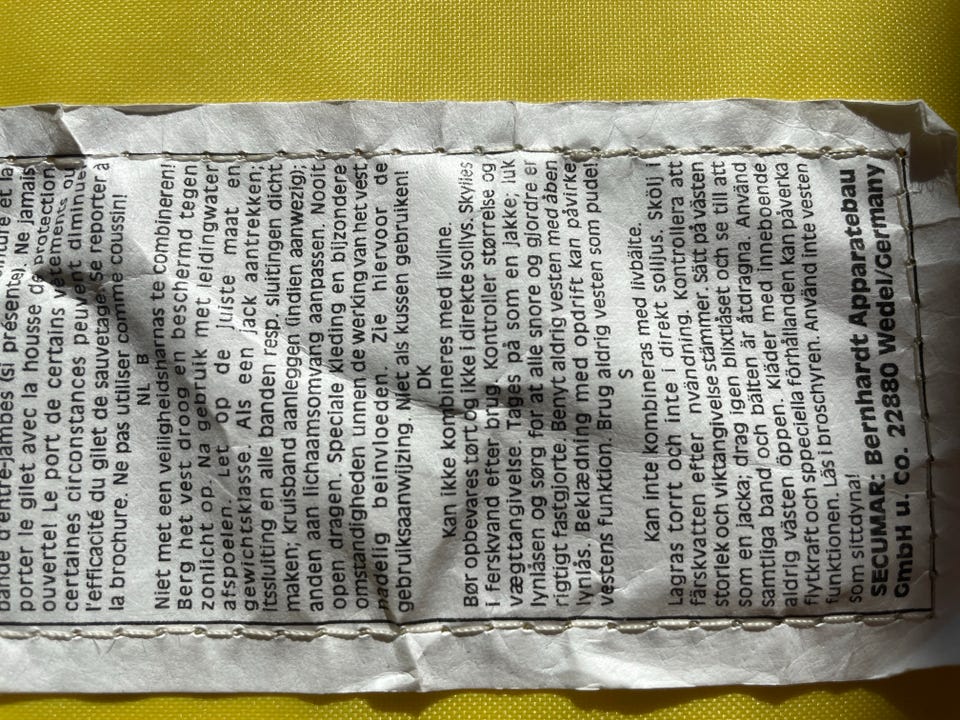 bande d'entre-jambes (si présente). Ne jamais
porter le gilet avec la housse de protection
ouverte! Le port de certains vêtements ou
certaines circonstances peuvent diminuer
l'efficacité du gilet de sauvetage, se reporter à
la brochure. Ne pas utiliser comme coussin!
NL B
Niet met een veiligheidsharnas te combineren!
Berg het vest droog en beschermd tegen
zonlicht op. Na gebruik met leidingwater
afspoelen. Let op de juiste maat en
gewichtsklasse. Als een jack aantrekken;
itssluiting en alle banden resp. sluitingen dicht
maken; kruisband aanleggen (indien aanwezig);
anden aan lichaamsomvang aanpassen. Nooit
open dragen. Speciale kleding en bijzondere
omstandigheden unnen de werking van het vest
nadelig beinvloeden. Zie hiervoor de
gebruiksaanwijzing. Niet als kussen gebruiken!
DK
Kan ikke kombineres med livline.
Bør opbevares tørt og ikke i direkte sollys. Skylles
i ferskvand efter brug. Kontroller størrelse og
vægttangivelse. Tages på som en jakke; luk
lynlåsen og sørg for at alle snore og gjordre er
rigtigt fastgjorte. Benyt aldrig vesten med åben
lynlås. Beklædning med opdrift kan påvirke
vestens funktion. Brug aldrig vesten som pude!
S
Kan inte kombineras med livbälte.
Lagras torrt och inte i direkt solljus. Skölj i
färskvatten efter nvändning. Kontrollera att
storlek och viktangivelse stämmer. Sätt på västen
som en jacka; drag igen blixtlåset och se till att
samtliga band och bälten är åtdragna. Använd
aldrig västen öppen. Kläder med inneboende
flytkraft och sppeciella förhållanden kan påverka
funktionen. Läs i broschyren. Använd inte vesten
som sittdyna!
SECUMAR: Bernhardt Apparatebau
GmbH u. Co. 22880 Wedel/Germany